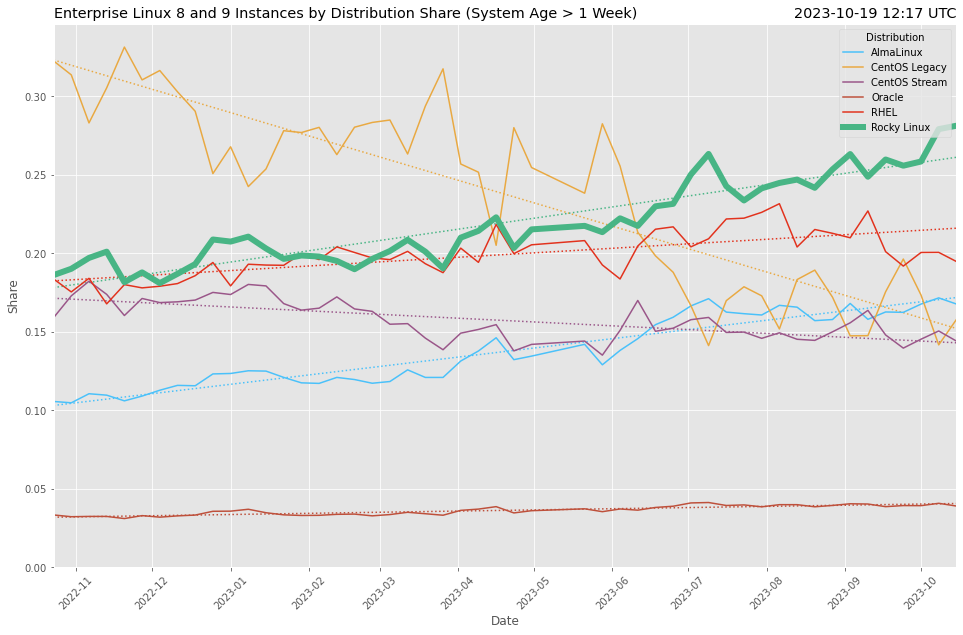 Enterprise Linux 8 and 9 Instances by Distribution Share (System Age > 1 Week)
2023-10-19 12:17 UTC
Distribution
AlmaLinux
CentOS Legacy
CentOS Stream
Oracle
RHEL
Rocky Linux
Share
0.30
0.25
0.20
0.15
0.10
0.05
0.00
2022-11
2022-12
2023-01
2023-02
2023-03
2023-04
2023-05
2023-06
2023-07
2023-08
2023-09
2023-10
Date